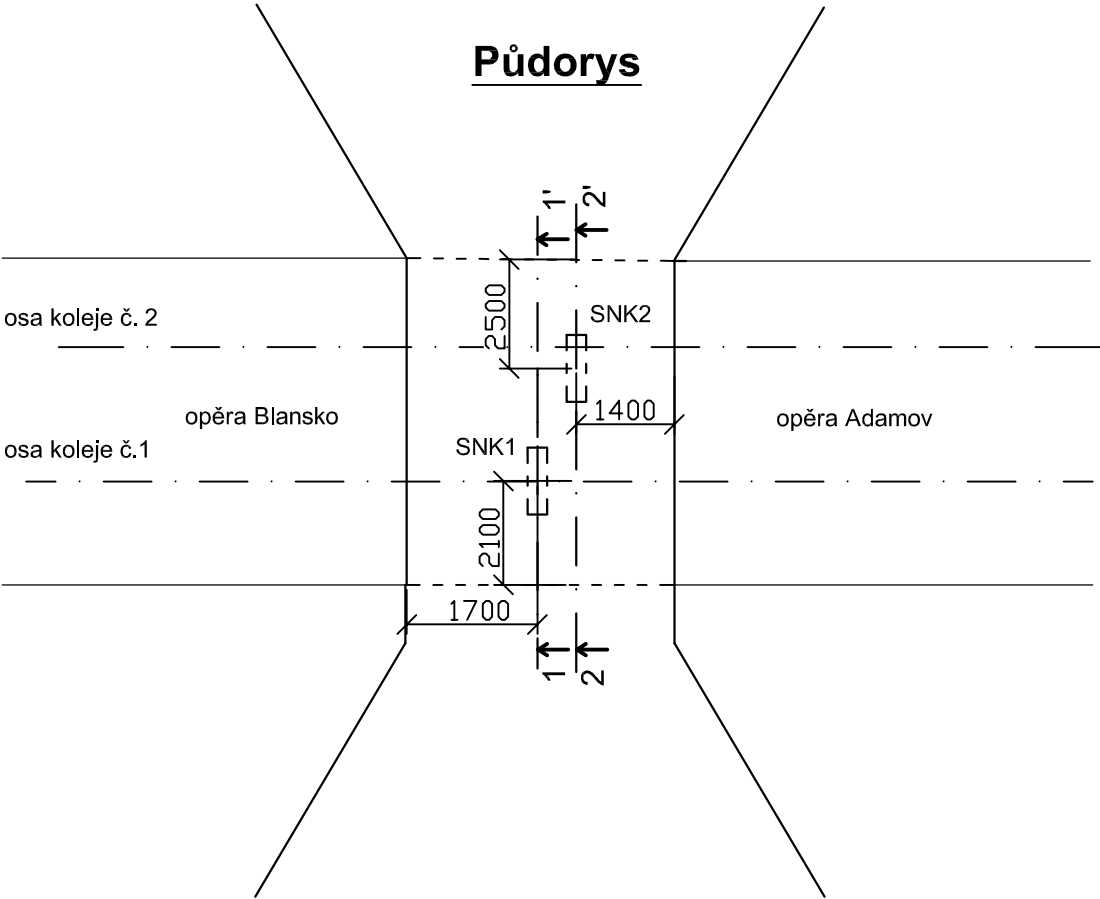 Půdorys
1'
2'
2500
SNK2
osa koleje č. 2
1400
opěra Blansko
opěra Adamov
osa koleje č.1
SNK1
2100
1700
1
2